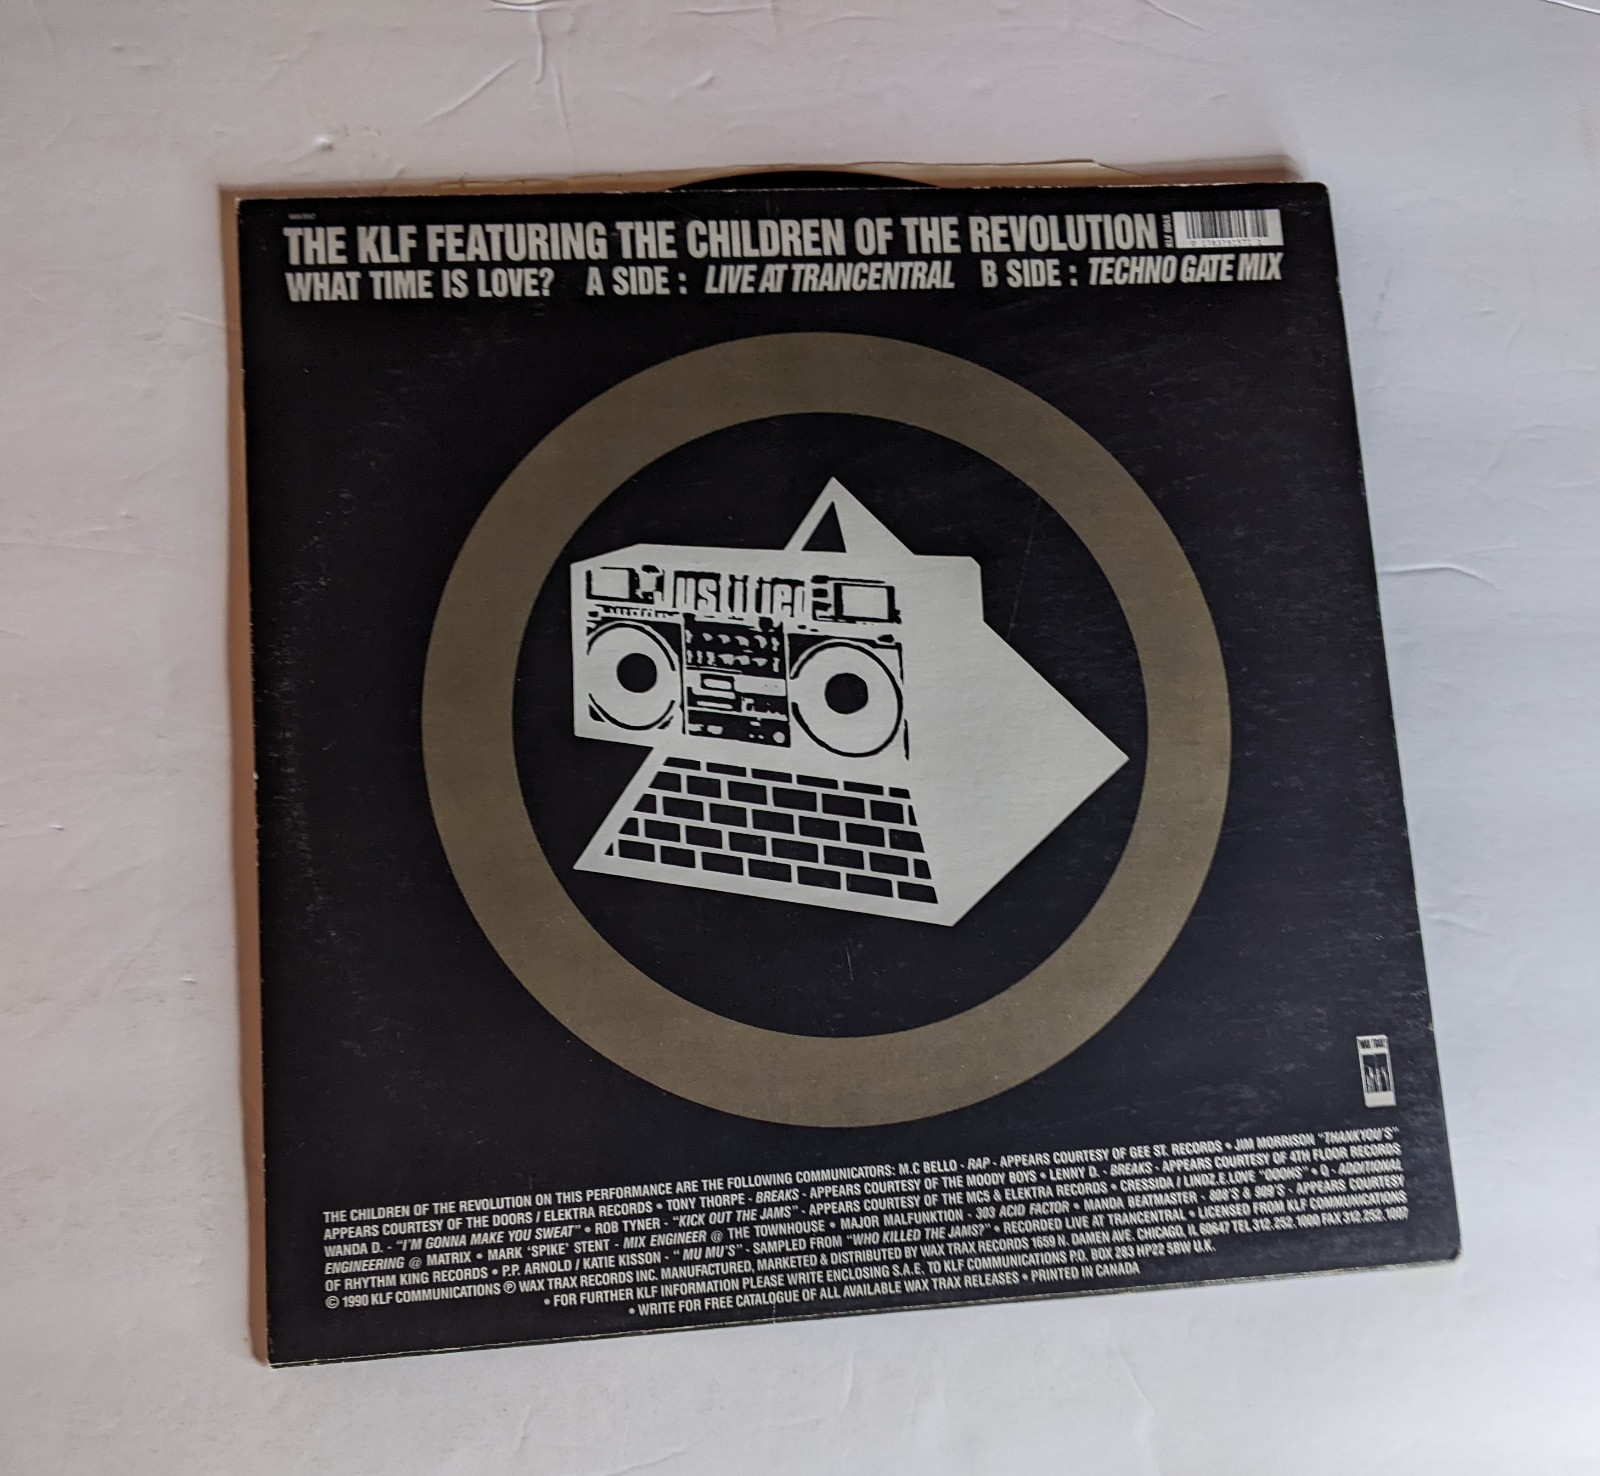 THE KLF FEATURING THE CHILDREN OF THE REVOLUTION
WHAT TIME IS LOVE? A SIDE : LIVE AT TRANCENTRAL B SIDE : TECHNO GATE MIX
Justified
WAX TRAX!
THE CHILDREN OF THE REVOLUTION ON THIS PERFORMANCE ARE THE FOLLOWING COMMUNICATORS: M.C BELLO - RAP - APPEARS COURTESY OF GEE ST. RECORDS • JIM MORRISON "THANKYOU'S"
APPEARS COURTESY OF THE DOORS / ELEKTRA RECORDS • TONY THORPE - BREAKS - APPEARS COURTESY OF THE MOODY BOYS • LENNY D. - BREAKS - APPEARS COURTESY OF 4TH FLOOR RECORDS
WANDA D. - "I'M GONNA MAKE YOU SWEAT" • ROB TYNER - "KICK OUT THE JAMS" - APPEARS COURTESY OF THE MC5 & ELEKTRA RECORDS • CRESSIDA / LINDZ.E.LOVE "OOOHS" • Q - ADDITIONAL
ENGINEERING @ MATRIX • MARK 'SPIKE' STENT - MIX ENGINEER @ THE TOWNHOUSE • MAJOR MALFUNKTION - 303 ACID FACTOR • MANDA BEATMASTER - 808'S & 909'S - APPEARS COURTESY
OF RHYTHM KING RECORDS • P.P. ARNOLD / KATIE KISSON - " MU MU'S" - SAMPLED FROM "WHO KILLED THE JAMS?" • RECORDED LIVE AT TRANCENTRAL • LICENSED FROM KLF COMMUNICATIONS
© 1990 KLF COMMUNICATIONS ℗ WAX TRAX RECORDS INC. MANUFACTURED, MARKETED & DISTRIBUTED BY WAX TRAX RECORDS 1659 N. DAMEN AVE. CHICAGO, IL 60647 TEL 312. 252. 1000 FAX 312. 252. 1007
• FOR FURTHER KLF INFORMATION PLEASE WRITE ENCLOSING S.A.E. TO KLF COMMUNICATIONS P.O. BOX 283 HP22 5BW U.K.
• WRITE FOR FREE CATALOGUE OF ALL AVAILABLE WAX TRAX RELEASES • PRINTED IN CANADA